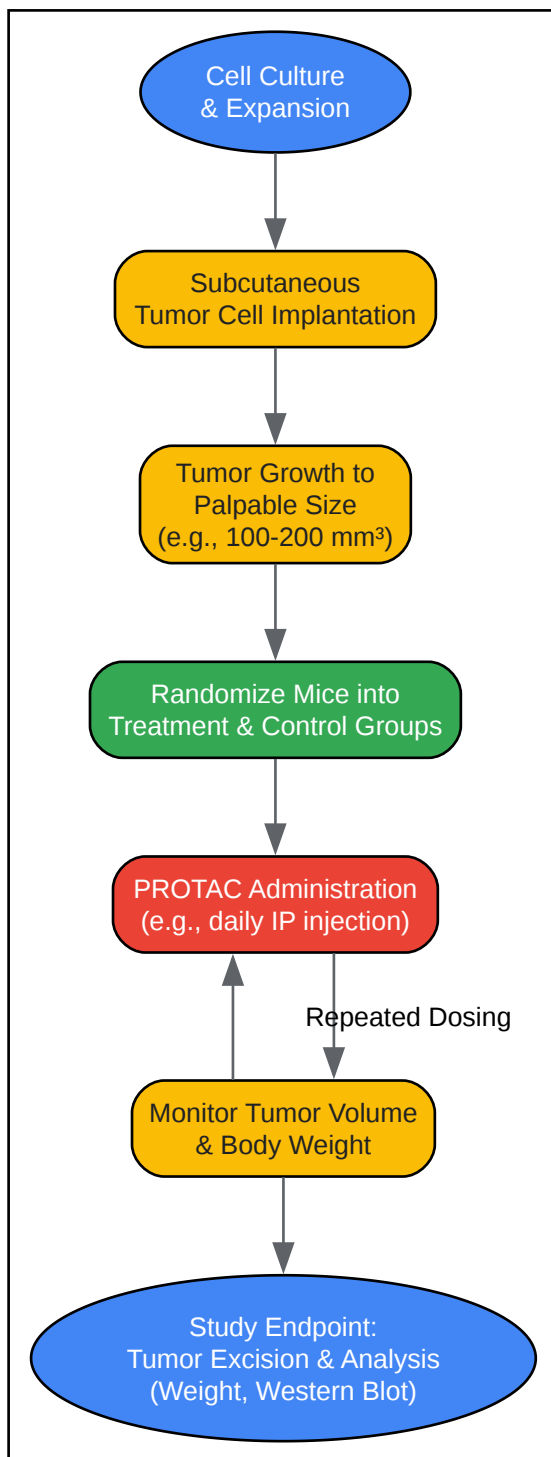 Cell Culture
& Expansion
Subcutaneous
Tumor Cell Implantation
Tumor Growth to
Palpable Size
(e.g., 100-200 mm³)
Randomize Mice into
Treatment & Control Groups
PROTAC Administration
(e.g., daily IP injection)
Repeated Dosing
Monitor Tumor Volume
& Body Weight
Study Endpoint:
Tumor Excision & Analysis
(Weight, Western Blot)